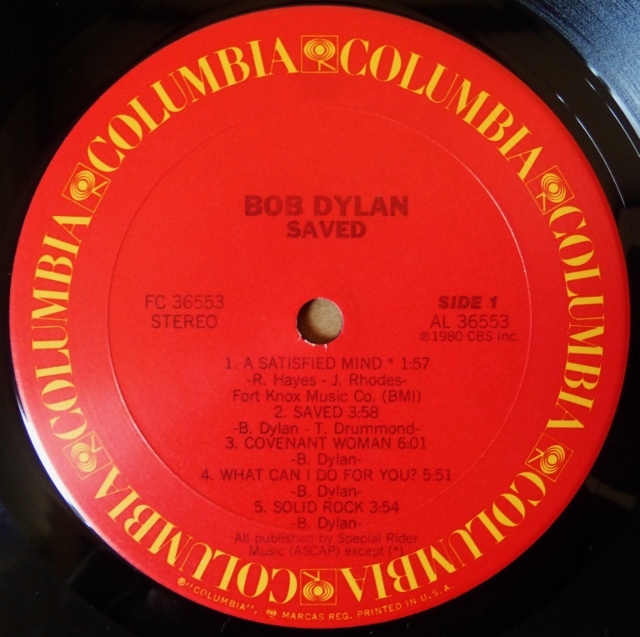 COLUMBIA COLUMBIA COLUMBIA COLUMBIA COLUMBIA COLUMBIA COLUMBIA COLUMBIA
BOB DYLAN
SAVED
FC 36553
STEREO
SIDE 1
AL 36553
℗1980 CBS Inc.
1. A SATISFIED MIND * 1:57
-R. Hayes - J. Rhodes-
Fort Knox Music Co. (BMI)
2. SAVED 3:58
-B. Dylan - T. Drummond-
3. COVENANT WOMAN 6:01
-B. Dylan-
4. WHAT CAN I DO FOR YOU? 5:51
-B. Dylan-
5. SOLID ROCK 3:54
-B. Dylan-
All published by Special Rider
Music (ASCAP) except (*)
®"COLUMBIA", MARCAS REG. PRINTED IN U.S.A.